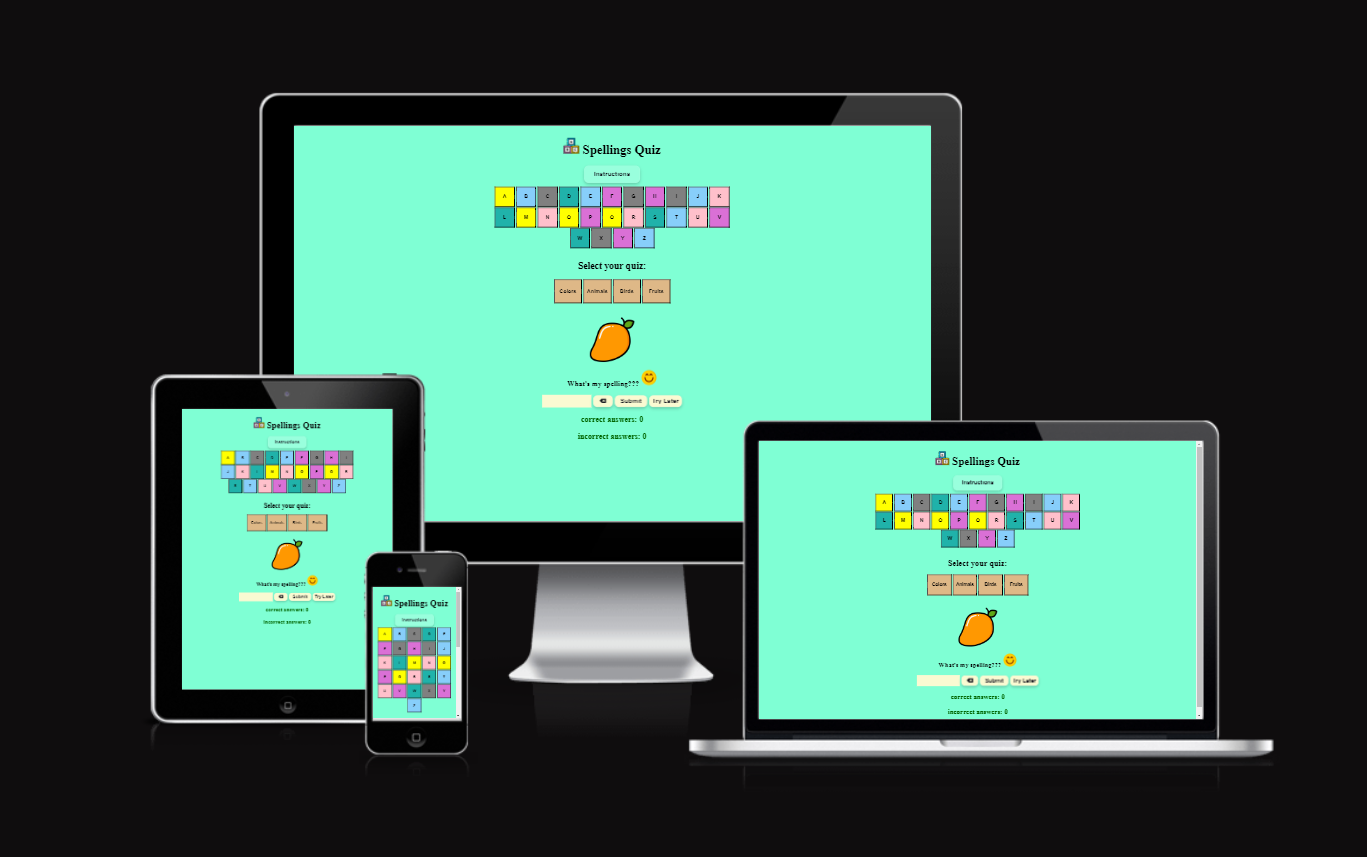 Spellings Quiz
Instructions
A B C D E F G H I J K
L M N O P Q R S T U V
W X Y Z
Select your quiz:
Colors Animals Birds Fruits
What's my spelling???
Submit Try Later
correct answers: 0
incorrect answers: 0
Spellings Quiz
Instructions
A B C D E F G H I
J K L M N O P Q R
S T U V W X Y Z
Select your quiz:
Colors Animals Birds Fruits
What's my spelling???
Submit Try Later
correct answers: 0
incorrect answers: 0
Spellings Quiz
Instructions
A B C D E
F G H I J
K L M N O
P Q R S T
U V W X Y
Z
Spellings Quiz
Instructions
A B C D E F G H I J K
L M N O P Q R S T U V
W X Y Z
Select your quiz:
Colors Animals Birds Fruits
What's my spelling???
Submit Try Later
correct answers: 0
incorrect answers: 0